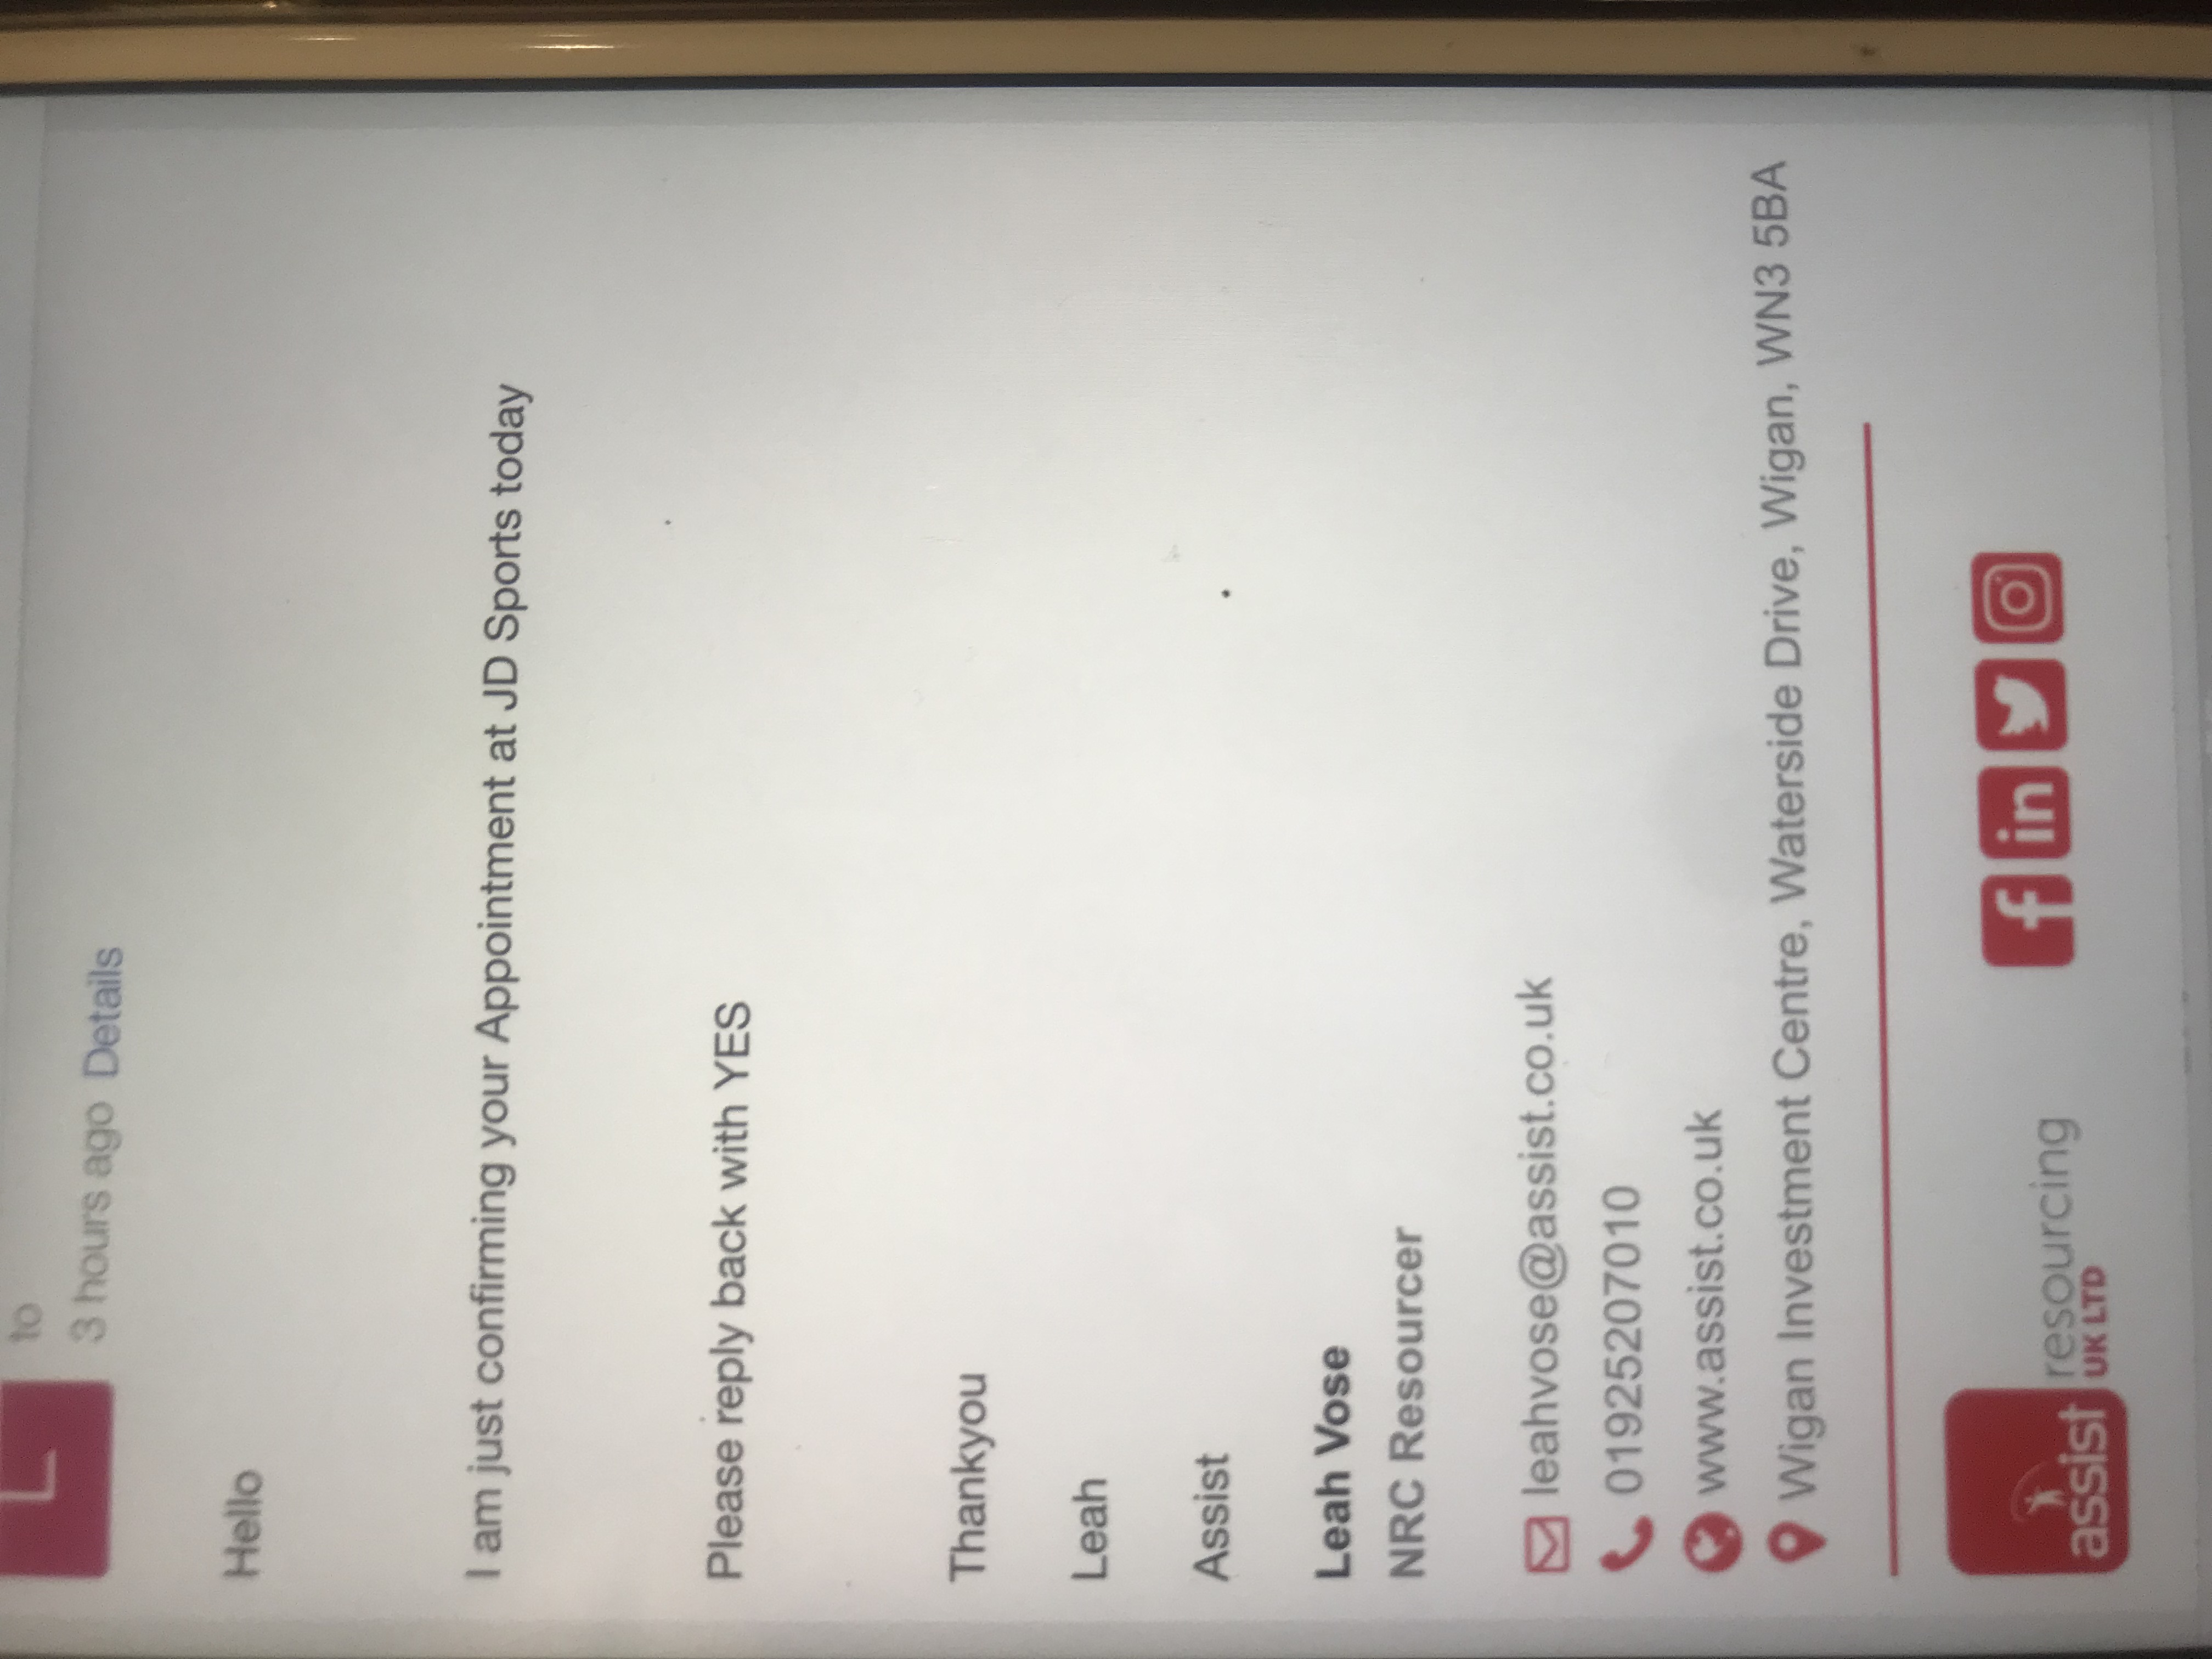 L
to
3 hours ago Details
Hello
I am just confirming your Appointment at JD Sports today
Please reply back with YES
Thankyou
Leah
Assist
Leah Vose
NRC Resourcer
leahvose@assist.co.uk
01925207010
www.assist.co.uk
Wigan Investment Centre, Waterside Drive, Wigan, WN3 5BA
assist resourcing
UK LTD
f in